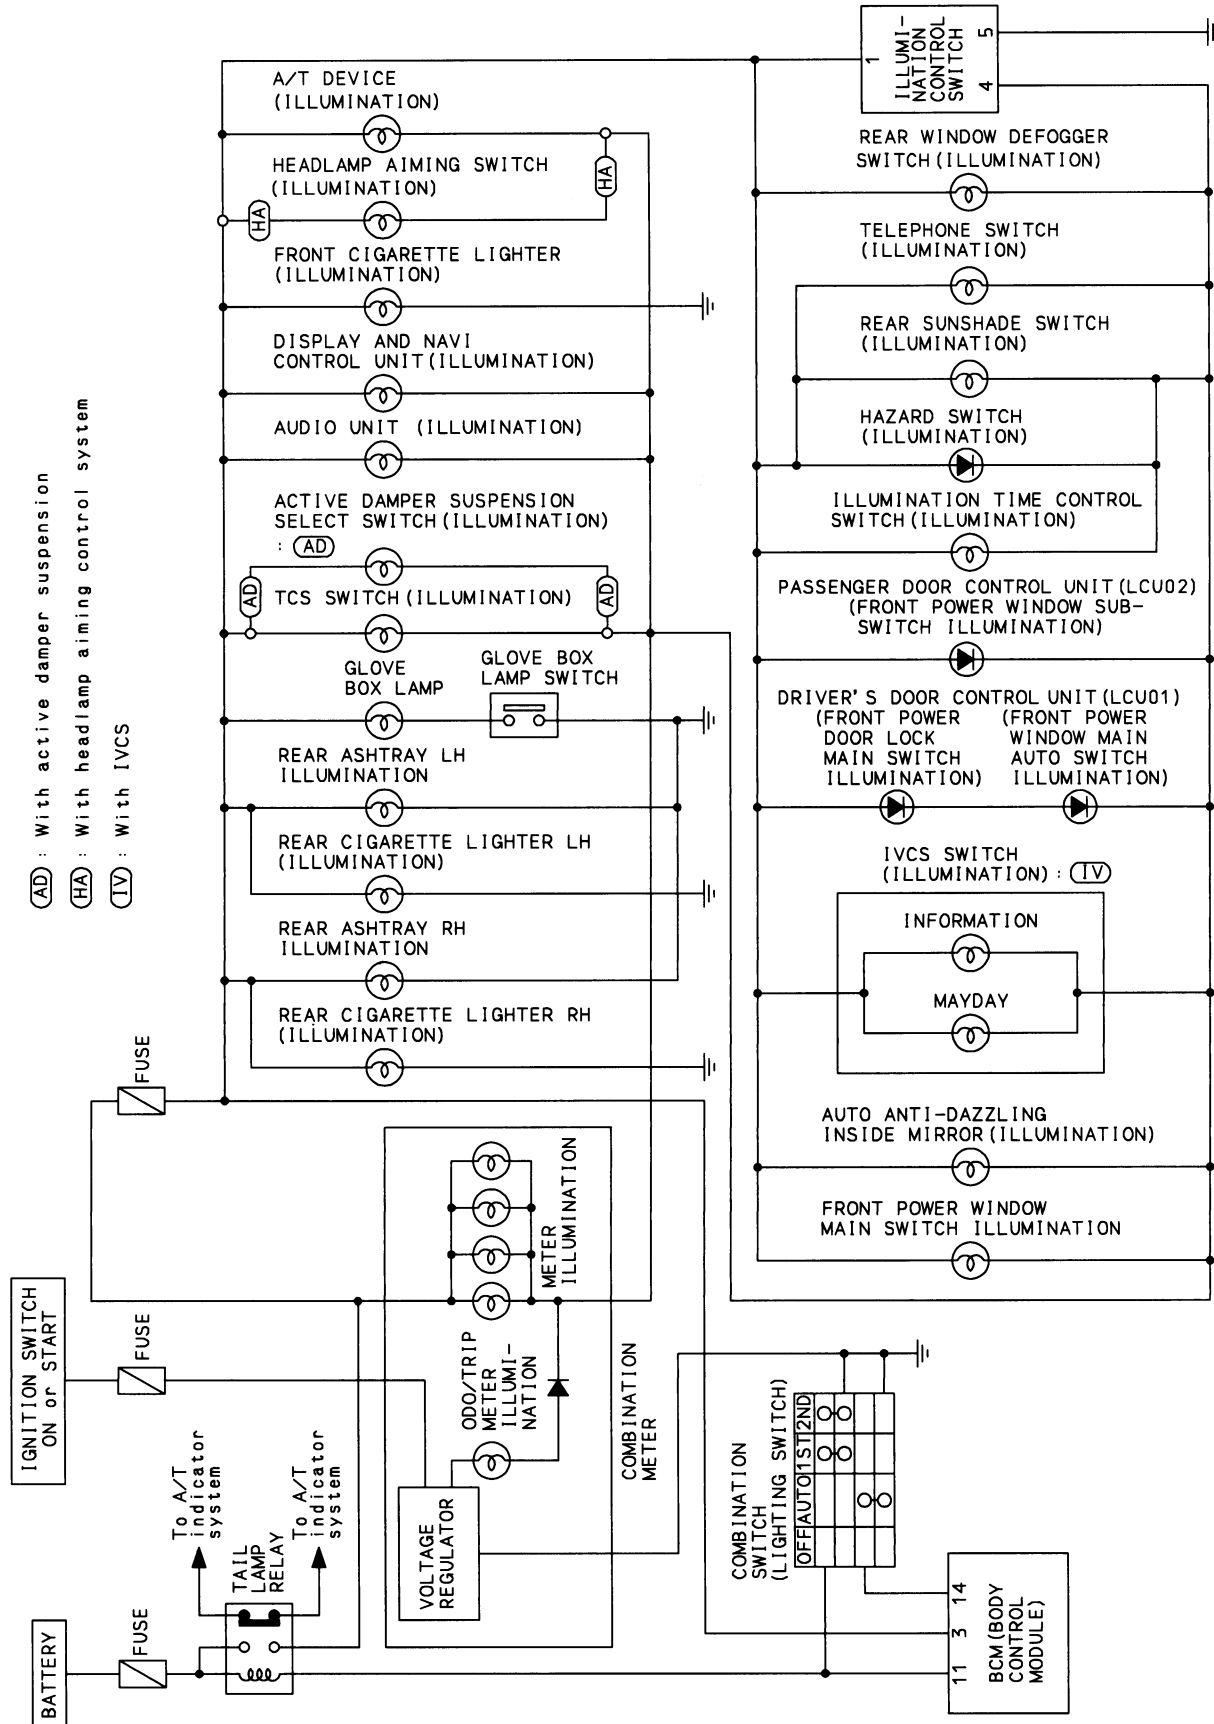 A/T DEVICE
(ILLUMINATION)
HEADLAMP AIMING SWITCH
(ILLUMINATION)
HA
HA
FRONT CIGARETTE LIGHTER
(ILLUMINATION)
DISPLAY AND NAVI
CONTROL UNIT(ILLUMINATION)
AUDIO UNIT (ILLUMINATION)
ACTIVE DAMPER SUSPENSION
SELECT SWITCH(ILLUMINATION)
: AD
AD
AD
TCS SWITCH(ILLUMINATION)
GLOVE
BOX LAMP
GLOVE BOX
LAMP SWITCH
REAR ASHTRAY LH
ILLUMINATION
REAR CIGARETTE LIGHTER LH
(ILLUMINATION)
REAR ASHTRAY RH
ILLUMINATION
REAR CIGARETTE LIGHTER RH
(ILLUMINATION)
ILLUMI-
NATION
CONTROL
SWITCH
1
5
4
REAR WINDOW DEFOGGER
SWITCH(ILLUMINATION)
TELEPHONE SWITCH
(ILLUMINATION)
REAR SUNSHADE SWITCH
(ILLUMINATION)
HAZARD SWITCH
(ILLUMINATION)
ILLUMINATION TIME CONTROL
SWITCH(ILLUMINATION)
PASSENGER DOOR CONTROL UNIT(LCU02)
(FRONT POWER WINDOW SUB-
SWITCH ILLUMINATION)
DRIVER'S DOOR CONTROL UNIT(LCU01)
(FRONT POWER
DOOR LOCK
MAIN SWITCH
ILLUMINATION)
(FRONT POWER
WINDOW MAIN
AUTO SWITCH
ILLUMINATION)
IVCS SWITCH
(ILLUMINATION) : IV
INFORMATION
MAYDAY
AUTO ANTI-DAZZLING
INSIDE MIRROR(ILLUMINATION)
FRONT POWER WINDOW
MAIN SWITCH ILLUMINATION
AD : With active damper suspension
HA : With headlamp aiming control system
IV : With IVCS
FUSE
IGNITION SWITCH
ON or START
FUSE
To A/T
indicator
system
To A/T
indicator
system
TAIL
LAMP
RELAY
BATTERY
FUSE
METER
ILLUMINATION
ODO/TRIP
METER
ILLUMI-
NATION
VOLTAGE
REGULATOR
COMBINATION
METER
COMBINATION
SWITCH
(LIGHTING SWITCH)
OFF
AUTO
1ST
2ND
11
3
14
BCM(BODY
CONTROL
MODULE)